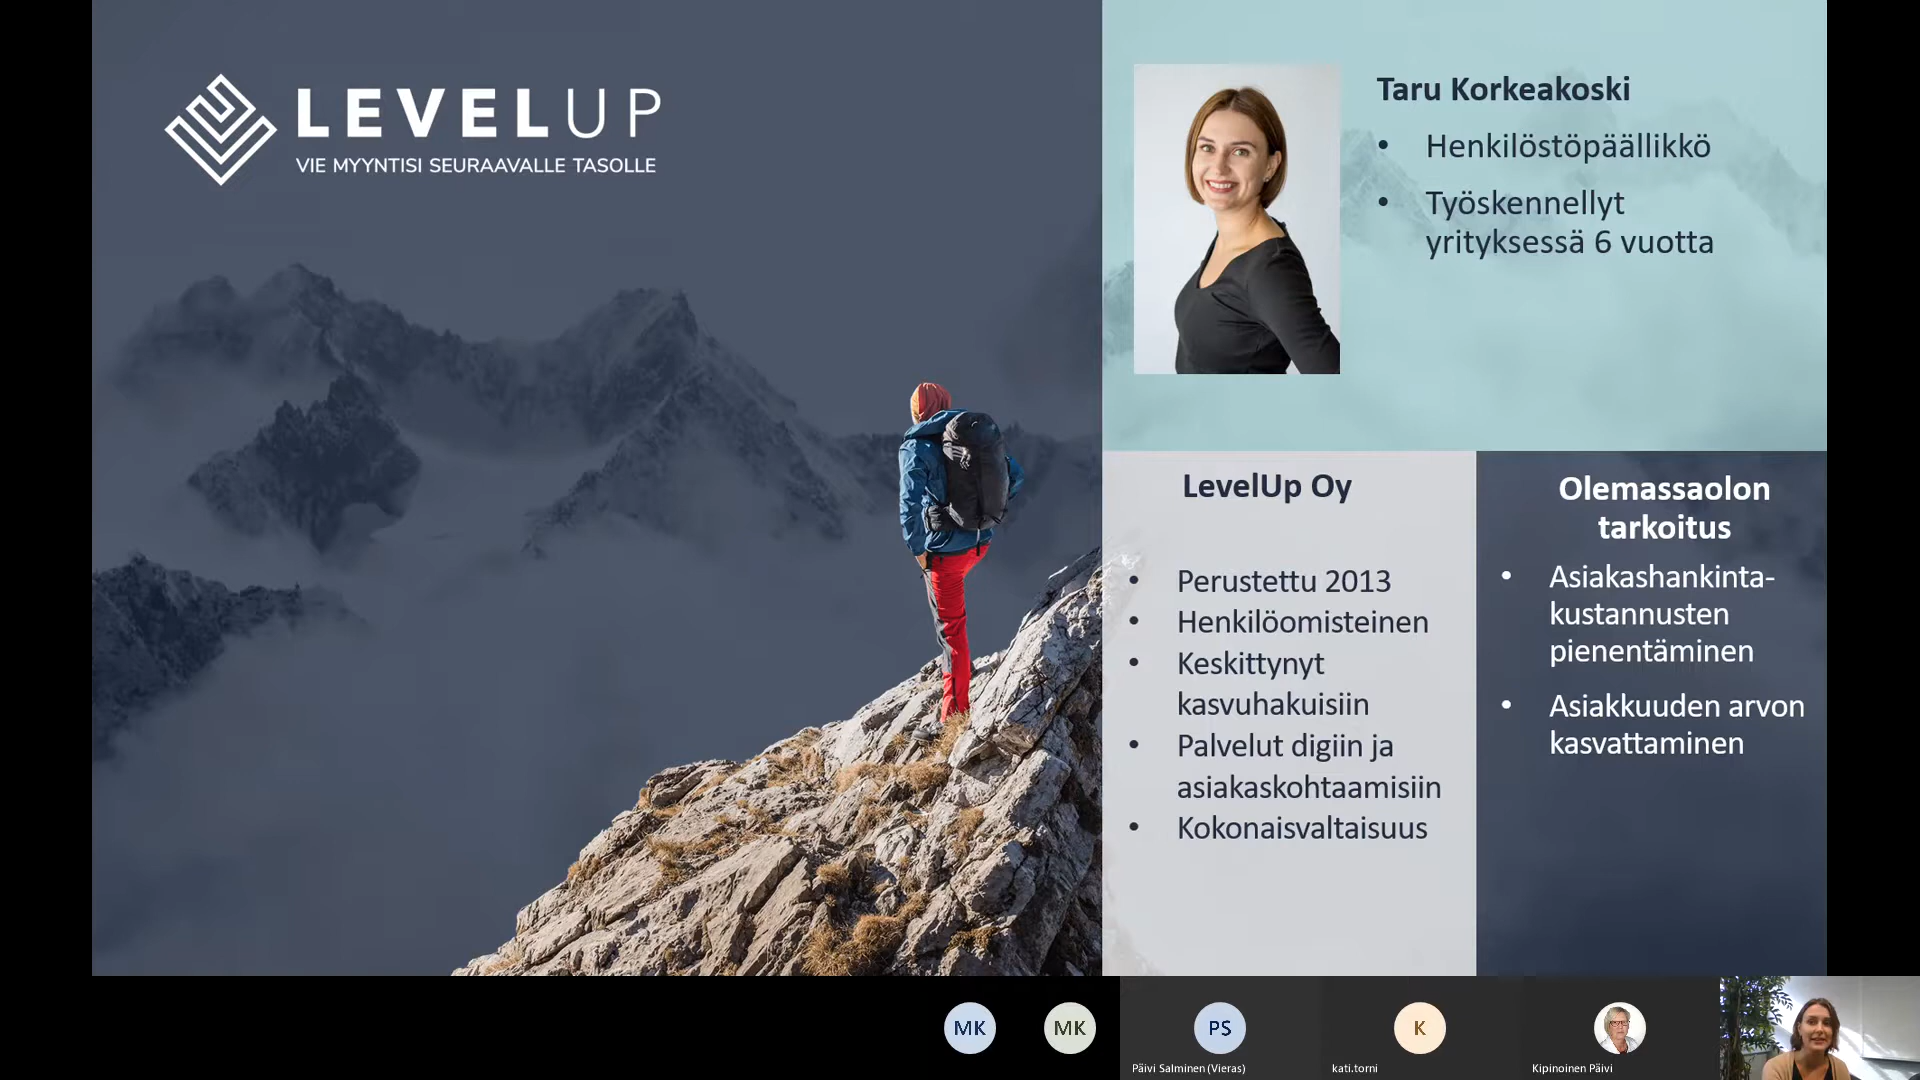 LEVELUP
VIE MYYNTISI SEURAAVALLE TASOLLE
Taru Korkeakoski
• Henkilöstöpäällikkö
• Työskennellyt
yrityksessä 6 vuotta
LevelUp Oy
• Perustettu 2013
• Henkilöomisteinen
• Keskittynyt
kasvuhakuisiin
• Palvelut digiin ja
asiakaskohtaamisiin
• Kokonaisvaltaisuus
Olemassaolon
tarkoitus
• Asiakashankinta-
kustannusten
pienentäminen
• Asiakkuuden arvon
kasvattaminen
MK
MK
PS
K
Päivi Salminen (Vieras)
kati.torni
Kipinoinen Päivi